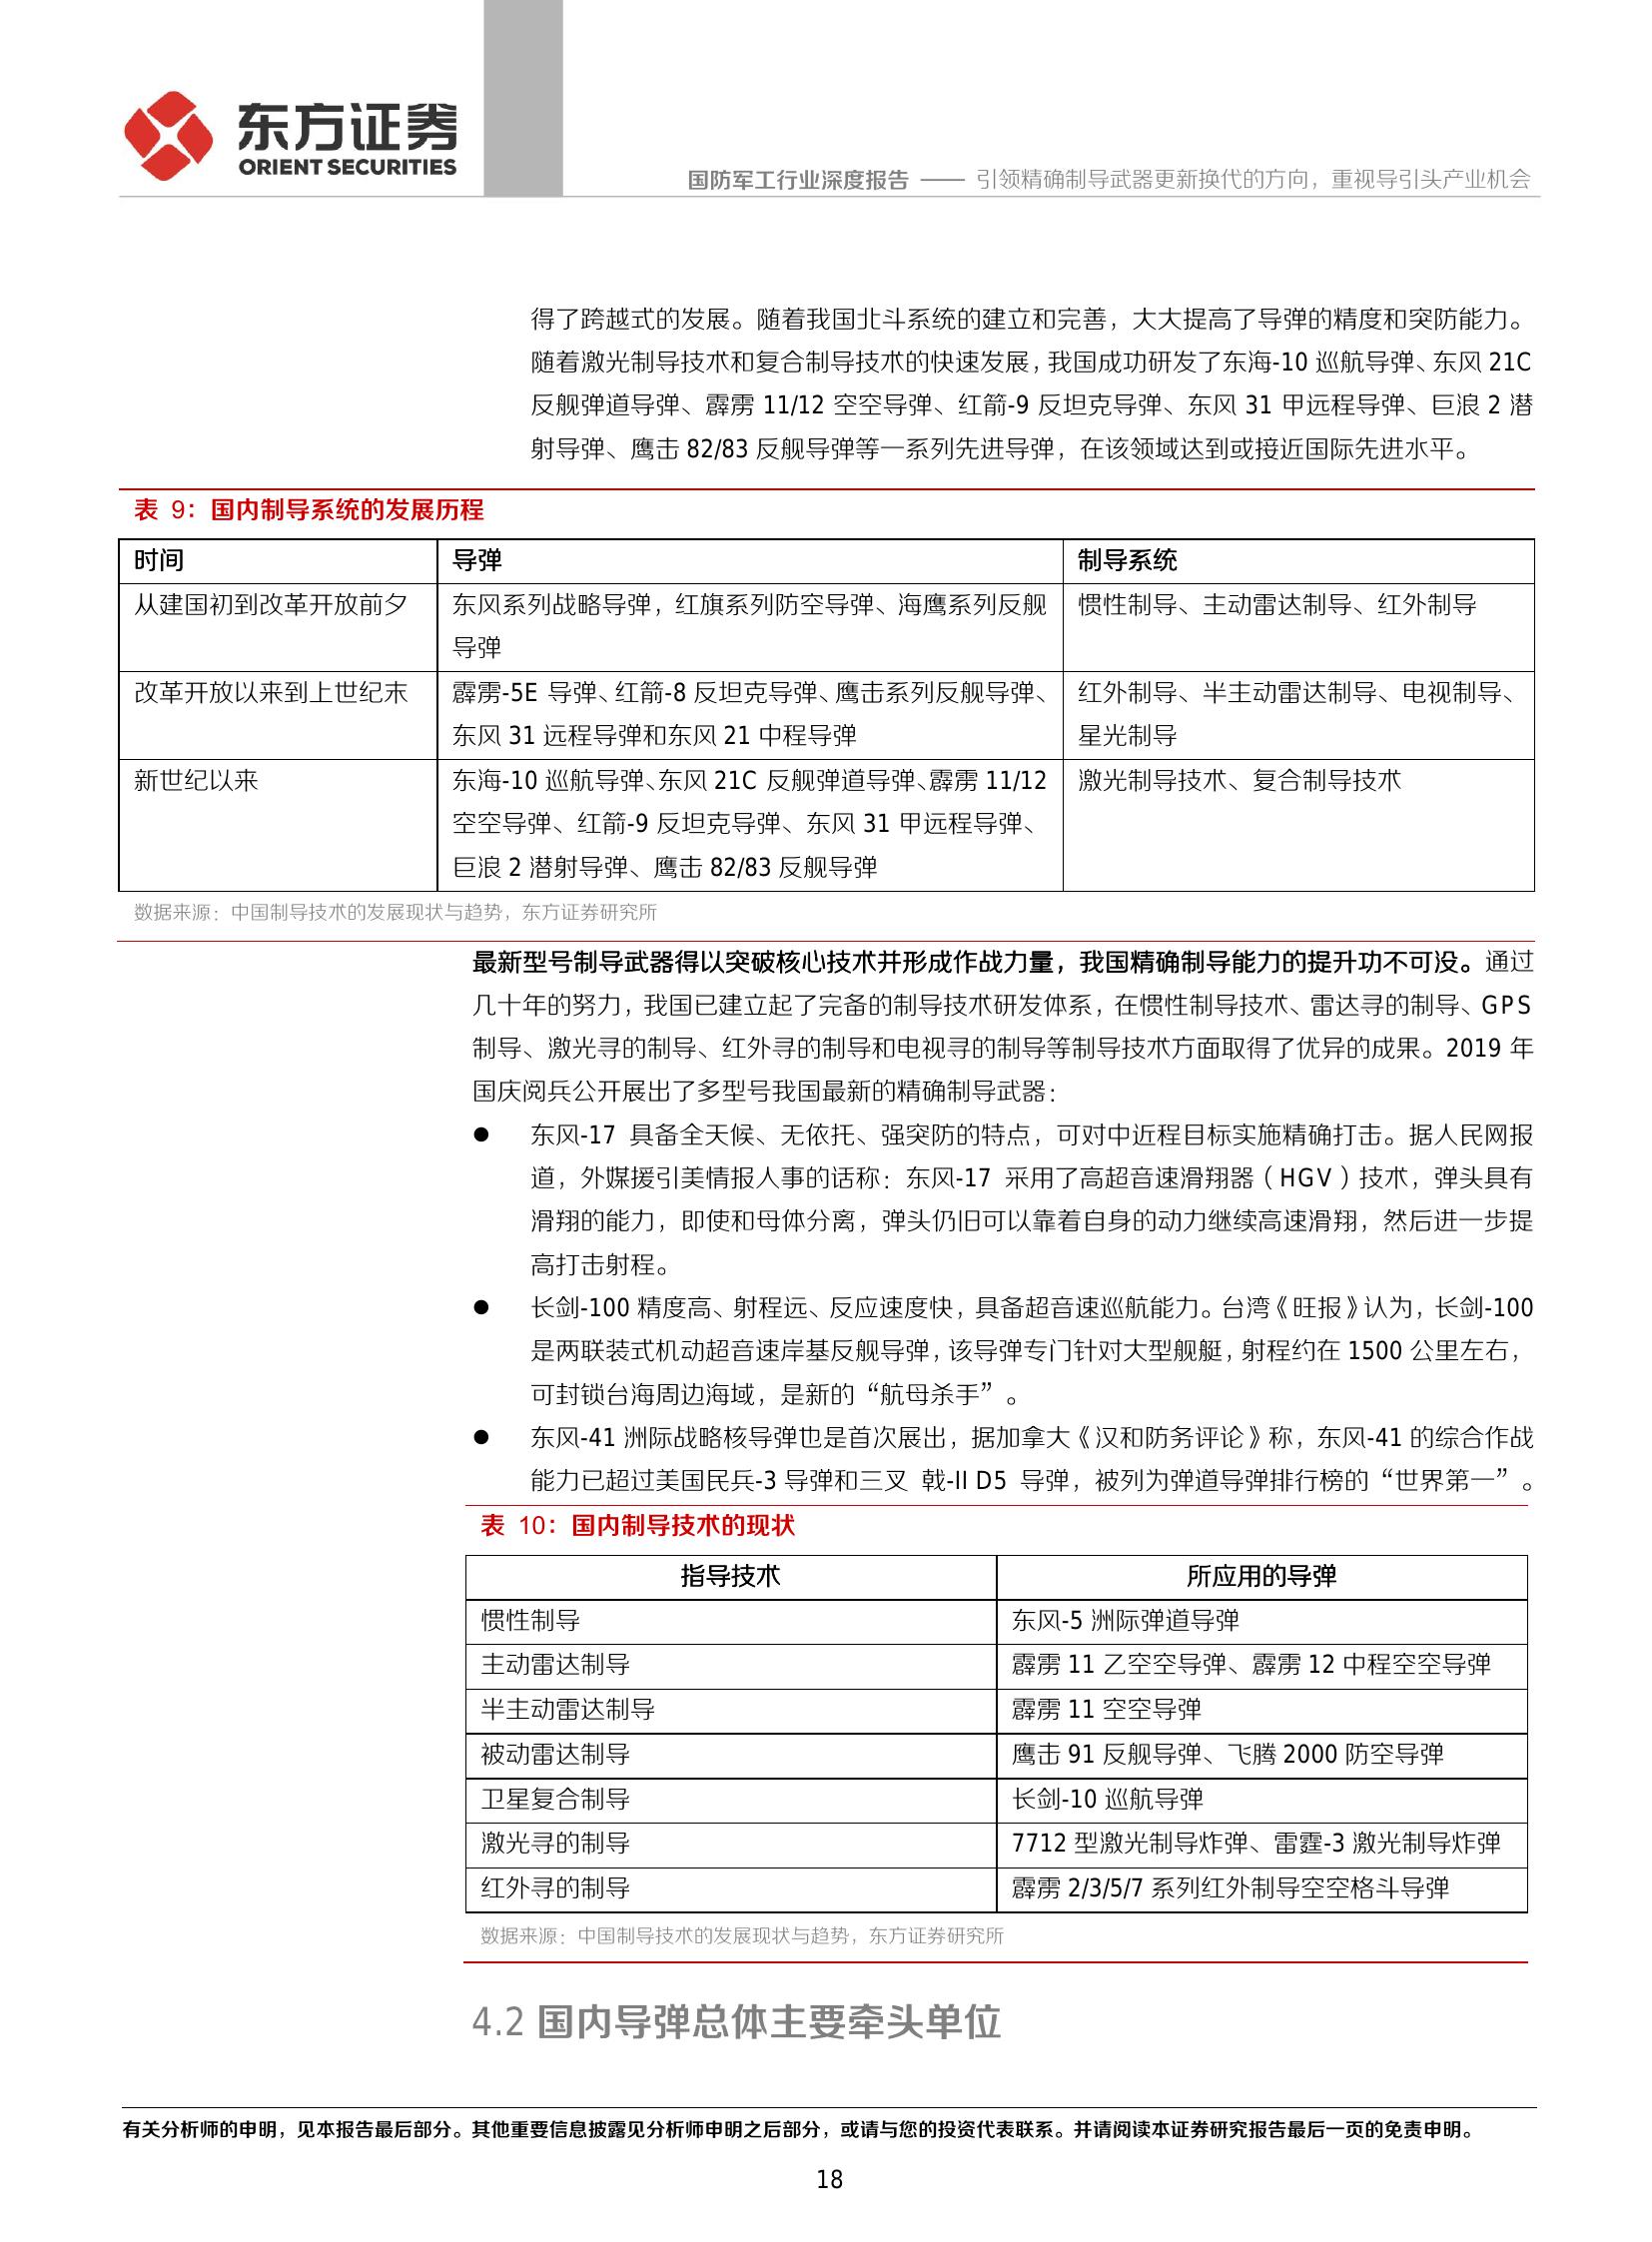 东方证券
ORIENT SECURITIES
国防军工行业深度报告 —— 引领精确制导武器更新换代的方向，重视导引头产业机会
得了跨越式的发展。随着我国北斗系统的建立和完善，大大提高了导弹的精度和突防能力。
随着激光制导技术和复合制导技术的快速发展，我国成功研发了东海-10 巡航导弹、东风 21C
反舰弹道导弹、霹雳 11/12 空空导弹、红箭-9 反坦克导弹、东风 31 甲远程导弹、巨浪 2 潜
射导弹、鹰击 82/83 反舰导弹等一系列先进导弹，在该领域达到或接近国际先进水平。
表 9：国内制导系统的发展历程
时间 导弹 制导系统
从建国初到改革开放前夕 东风系列战略导弹，红旗系列防空导弹、海鹰系列反舰 惯性制导、主动雷达制导、红外制导
导弹
改革开放以来到上世纪末 霹雳-5E 导弹、红箭-8 反坦克导弹、鹰击系列反舰导弹、 红外制导、半主动雷达制导、电视制导、
东风 31 远程导弹和东风 21 中程导弹 星光制导
新世纪以来 东海-10 巡航导弹、东风 21C 反舰弹道导弹、霹雳 11/12 激光制导技术、复合制导技术
空空导弹、红箭-9 反坦克导弹、东风 31 甲远程导弹、
巨浪 2 潜射导弹、鹰击 82/83 反舰导弹
数据来源：中国制导技术的发展现状与趋势，东方证券研究所
最新型号制导武器得以突破核心技术并形成作战力量，我国精确制导能力的提升功不可没。通过
几十年的努力，我国已建立起了完备的制导技术研发体系，在惯性制导技术、雷达寻的制导、GPS
制导、激光寻的制导、红外寻的制导和电视寻的制导等制导技术方面取得了优异的成果。2019 年
国庆阅兵公开展出了多型号我国最新的精确制导武器：
● 东风-17 具备全天候、无依托、强突防的特点，可对中近程目标实施精确打击。据人民网报
道，外媒援引美情报人事的话称：东风-17 采用了高超音速滑翔器（HGV）技术，弹头具有
滑翔的能力，即使和母体分离，弹头仍旧可以靠着自身的动力继续高速滑翔，然后进一步提
高打击射程。
● 长剑-100 精度高、射程远、反应速度快，具备超音速巡航能力。台湾《旺报》认为，长剑-100
是两联装式机动超音速岸基反舰导弹，该导弹专门针对大型舰艇，射程约在 1500 公里左右，
可封锁台海周边海域，是新的“航母杀手”。
● 东风-41 洲际战略核导弹也是首次展出，据加拿大《汉和防务评论》称，东风-41 的综合作战
能力已超过美国民兵-3 导弹和三叉 戟-II D5 导弹，被列为弹道导弹排行榜的“世界第一”。
表 10：国内制导技术的现状
指导技术 所应用的导弹
惯性制导 东风-5 洲际弹道导弹
主动雷达制导 霹雳 11 乙空空导弹、霹雳 12 中程空空导弹
半主动雷达制导 霹雳 11 空空导弹
被动雷达制导 鹰击 91 反舰导弹、飞腾 2000 防空导弹
卫星复合制导 长剑-10 巡航导弹
激光寻的制导 7712 型激光制导炸弹、雷霆-3 激光制导炸弹
红外寻的制导 霹雳 2/3/5/7 系列红外制导空空格斗导弹
数据来源：中国制导技术的发展现状与趋势，东方证券研究所
4.2 国内导弹总体主要牵头单位
有关分析师的申明，见本报告最后部分。其他重要信息披露见分析师申明之后部分，或请与您的投资代表联系。并请阅读本证券研究报告最后一页的免责申明。
18